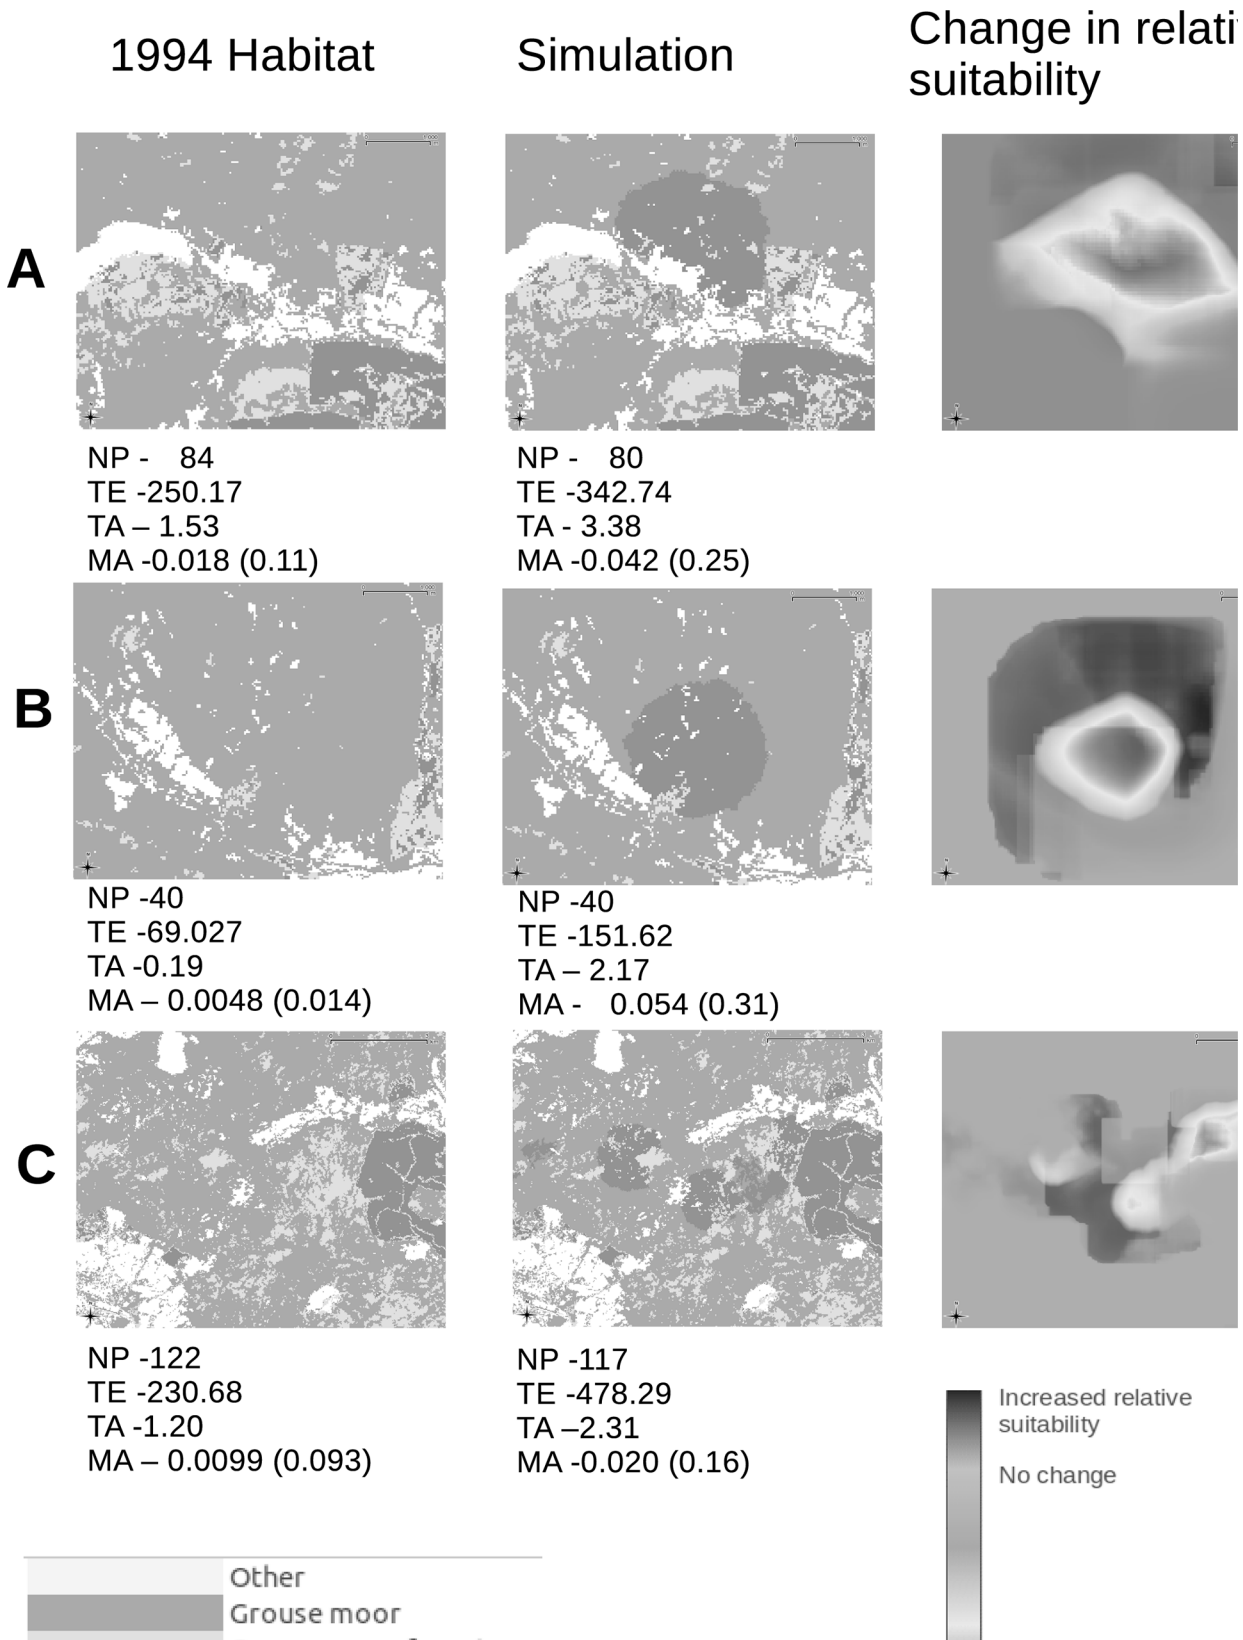 1994 Habitat
Simulation
Change in
suitability
A
NP - 84
TE -250.17
TA – 1.53
MA -0.018 (0.11)
NP - 80
TE -342.74
TA - 3.38
MA -0.042 (0.25)
B
NP -40
TE -69.027
TA -0.19
MA – 0.0048 (0.014)
NP -40
TE -151.62
TA – 2.17
MA - 0.054 (0.31)
C
NP -122
TE -230.68
TA -1.20
MA – 0.0099 (0.093)
NP -117
TE -478.29
TA –2.31
MA -0.020 (0.16)
Increased relative
suitability
No change
Other
Grouse moor